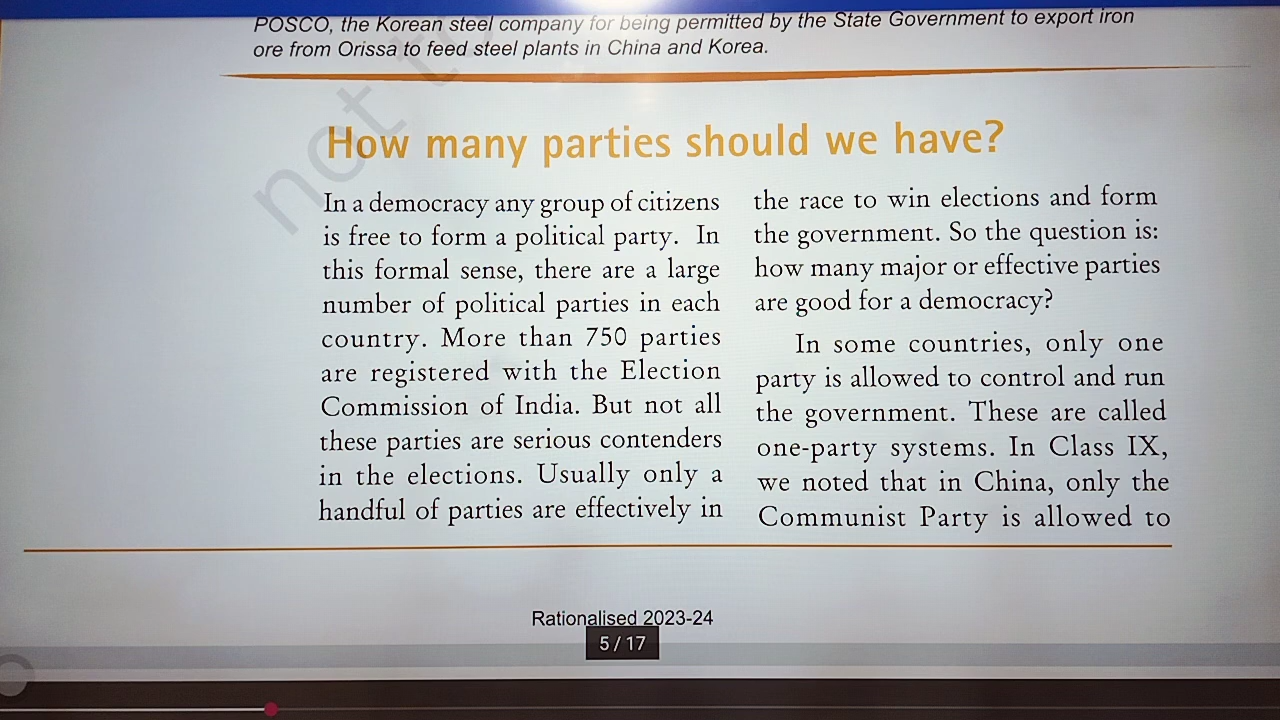 POSCO, the Korean steel company for being permitted by the State Government to export iron
ore from Orissa to feed steel plants in China and Korea.
How many parties should we have?
In a democracy any group of citizens
is free to form a political party. In
this formal sense, there are a large
number of political parties in each
country. More than 750 parties
are registered with the Election
Commission of India. But not all
these parties are serious contenders
in the elections. Usually only a
handful of parties are effectively in
the race to win elections and form
the government. So the question is:
how many major or effective parties
are good for a democracy?
In some countries, only one
party is allowed to control and run
the government. These are called
one-party systems. In Class IX,
we noted that in China, only the
Communist Party is allowed to
Rationalised 2023-24
5 / 17
not